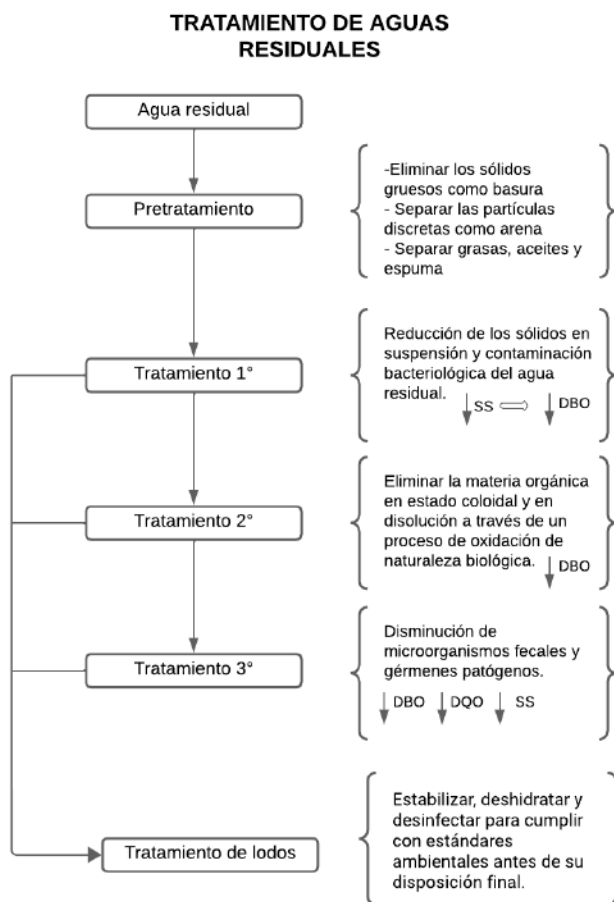 TRATAMIENTO DE AGUAS
RESIDUALES
Agua residual
Pretratamiento
-Eliminar los sólidos
gruesos como basura
- Separar las partículas
discretas como arena
- Separar grasas, aceites y
espuma
Tratamiento 1°
Reducción de los sólidos en
suspensión y contaminación
bacteriológica del agua
residual.
SS DBO
Tratamiento 2°
Eliminar la materia orgánica
en estado coloidal y en
disolución a través de un
proceso de oxidación de
naturaleza biológica.
DBO
Tratamiento 3°
Disminución de
microorganismos fecales y
gérmenes patógenos.
DBO DQO SS
Tratamiento de lodos
Estabilizar, deshidratar y
desinfectar para cumplir
con estándares
ambientales antes de su
disposición final.